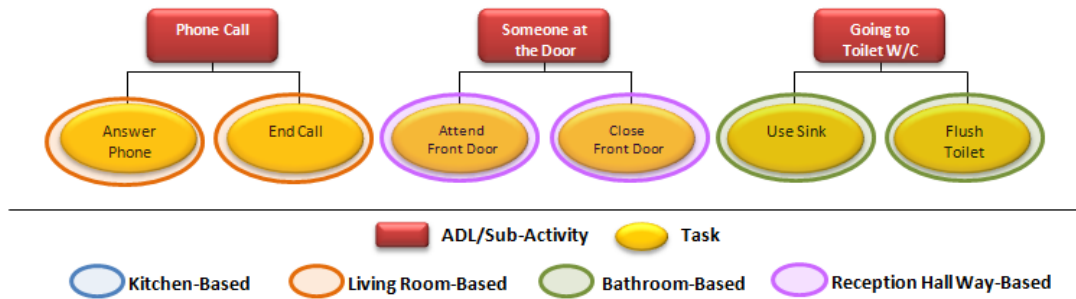 Phone Call
Someone at
the Door
Going to
Toilet W/C
Answer
Phone
End Call
Attend
Front Door
Close
Front Door
Use Sink
Flush
Toilet
ADL/Sub-Activity
Task
Kitchen-Based
Living Room-Based
Bathroom-Based
Reception Hall Way-Based